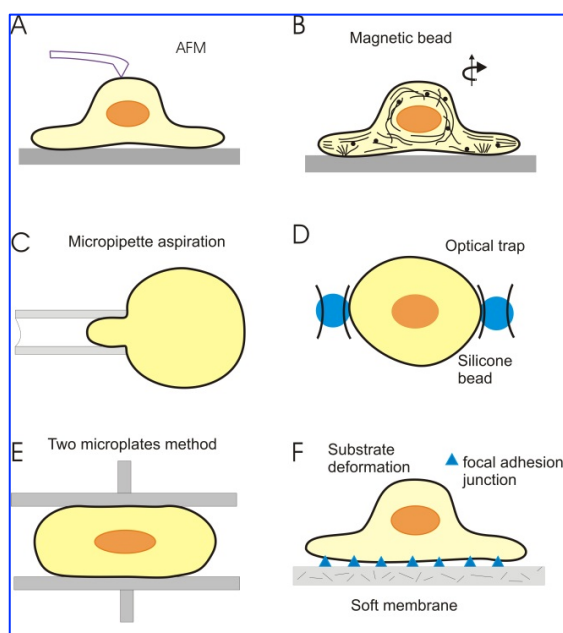 A
AFM
B
Magnetic bead
C
Micropipette aspiration
D
Optical trap
Silicone
bead
E
Two microplates method
F
Substrate
deformation
focal adhesion
junction
Soft membrane